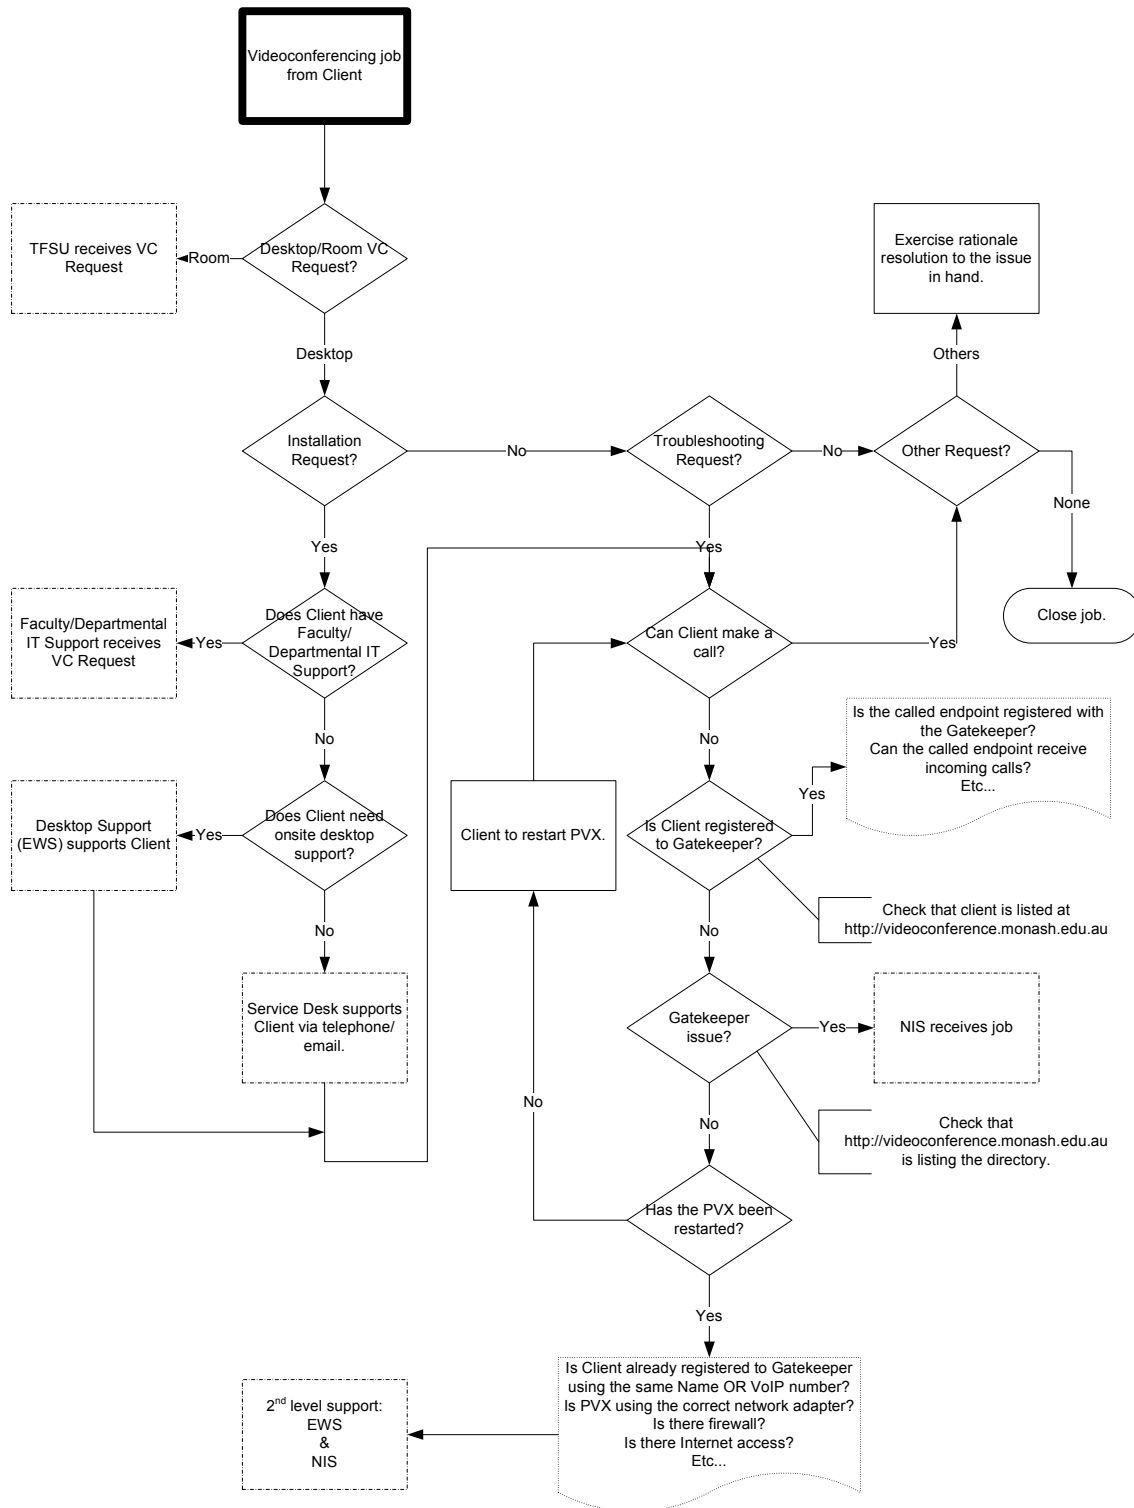 Videoconferencing job
from Client
TFSU receives VC
Request
Room
Desktop/Room VC
Request?
Exercise rationale
resolution to the issue
in hand.
Desktop
Others
Installation
Request?
No
Troubleshooting
Request?
No
Other Request?
None
Yes
Yes
Faculty/Departmental
IT Support receives
VC Request
Yes
Does Client have
Faculty/
Departmental IT
Support?
Can Client make a
call?
Yes
Close job.
No
No
Is the called endpoint registered with
the Gatekeeper?
Can the called endpoint receive
incoming calls?
Etc...
Yes
Desktop Support
(EWS) supports Client
Yes
Does Client need
onsite desktop
support?
Client to restart PVX.
Is Client registered
to Gatekeeper?
Check that client is listed at
http://videoconference.monash.edu.au
No
No
Service Desk supports
Client via telephone/
email.
Gatekeeper
issue?
Yes
NIS receives job
No
No
Check that
http://videoconference.monash.edu.au
is listing the directory.
Has the PVX been
restarted?
Yes
2nd level support:
EWS
&
NIS
Is Client already registered to Gatekeeper
using the same Name OR VoIP number?
Is PVX using the correct network adapter?
Is there firewall?
Is there Internet access?
Etc...